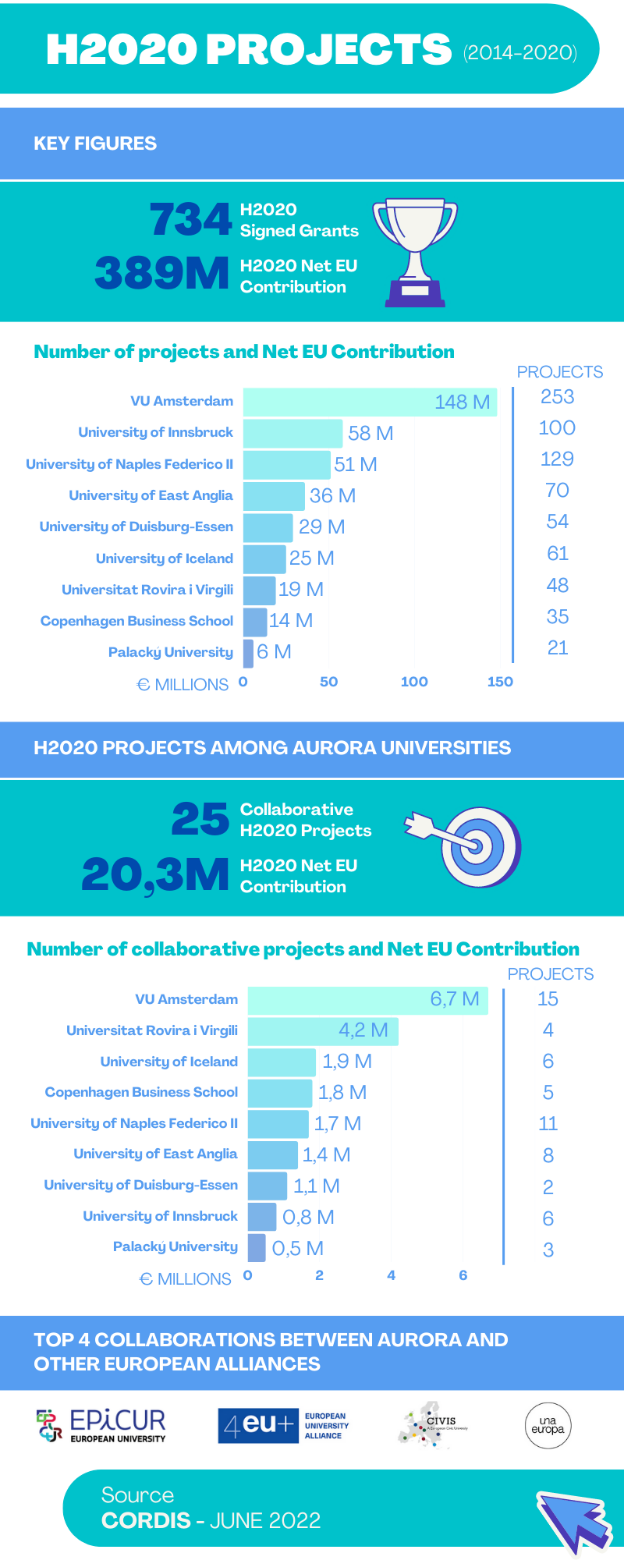 H2020 PROJECTS (2014-2020)
KEY FIGURES
734 H2020
Signed Grants
389M H2020 Net EU
Contribution
Number of projects and Net EU Contribution
PROJECTS
VU Amsterdam 148 M 253
University of Innsbruck 58 M 100
University of Naples Federico II 51 M 129
University of East Anglia 36 M 70
University of Duisburg-Essen 29 M 54
University of Iceland 25 M 61
Universitat Rovira i Virgili 19 M 48
Copenhagen Business School 14 M 35
Palacký University 6 M 21
€ MILLIONS 0 50 100 150
H2020 PROJECTS AMONG AURORA UNIVERSITIES
25 Collaborative
H2020 Projects
20,3M H2020 Net EU
Contribution
Number of collaborative projects and Net EU Contribution
PROJECTS
VU Amsterdam 6,7 M 15
Universitat Rovira i Virgili 4,2 M 4
University of Iceland 1,9 M 6
Copenhagen Business School 1,8 M 5
University of Naples Federico II 1,7 M 11
University of East Anglia 1,4 M 8
University of Duisburg-Essen 1,1 M 2
University of Innsbruck 0,8 M 6
Palacký University 0,5 M 3
€ MILLIONS 0 2 4 6
TOP 4 COLLABORATIONS BETWEEN AURORA AND
OTHER EUROPEAN ALLIANCES
EPiCUR
EUROPEAN UNIVERSITY
4eu+
EUROPEAN
UNIVERSITY
ALLIANCE
CIVIS
A European Civic University
una
europa
Source
CORDIS - JUNE 2022